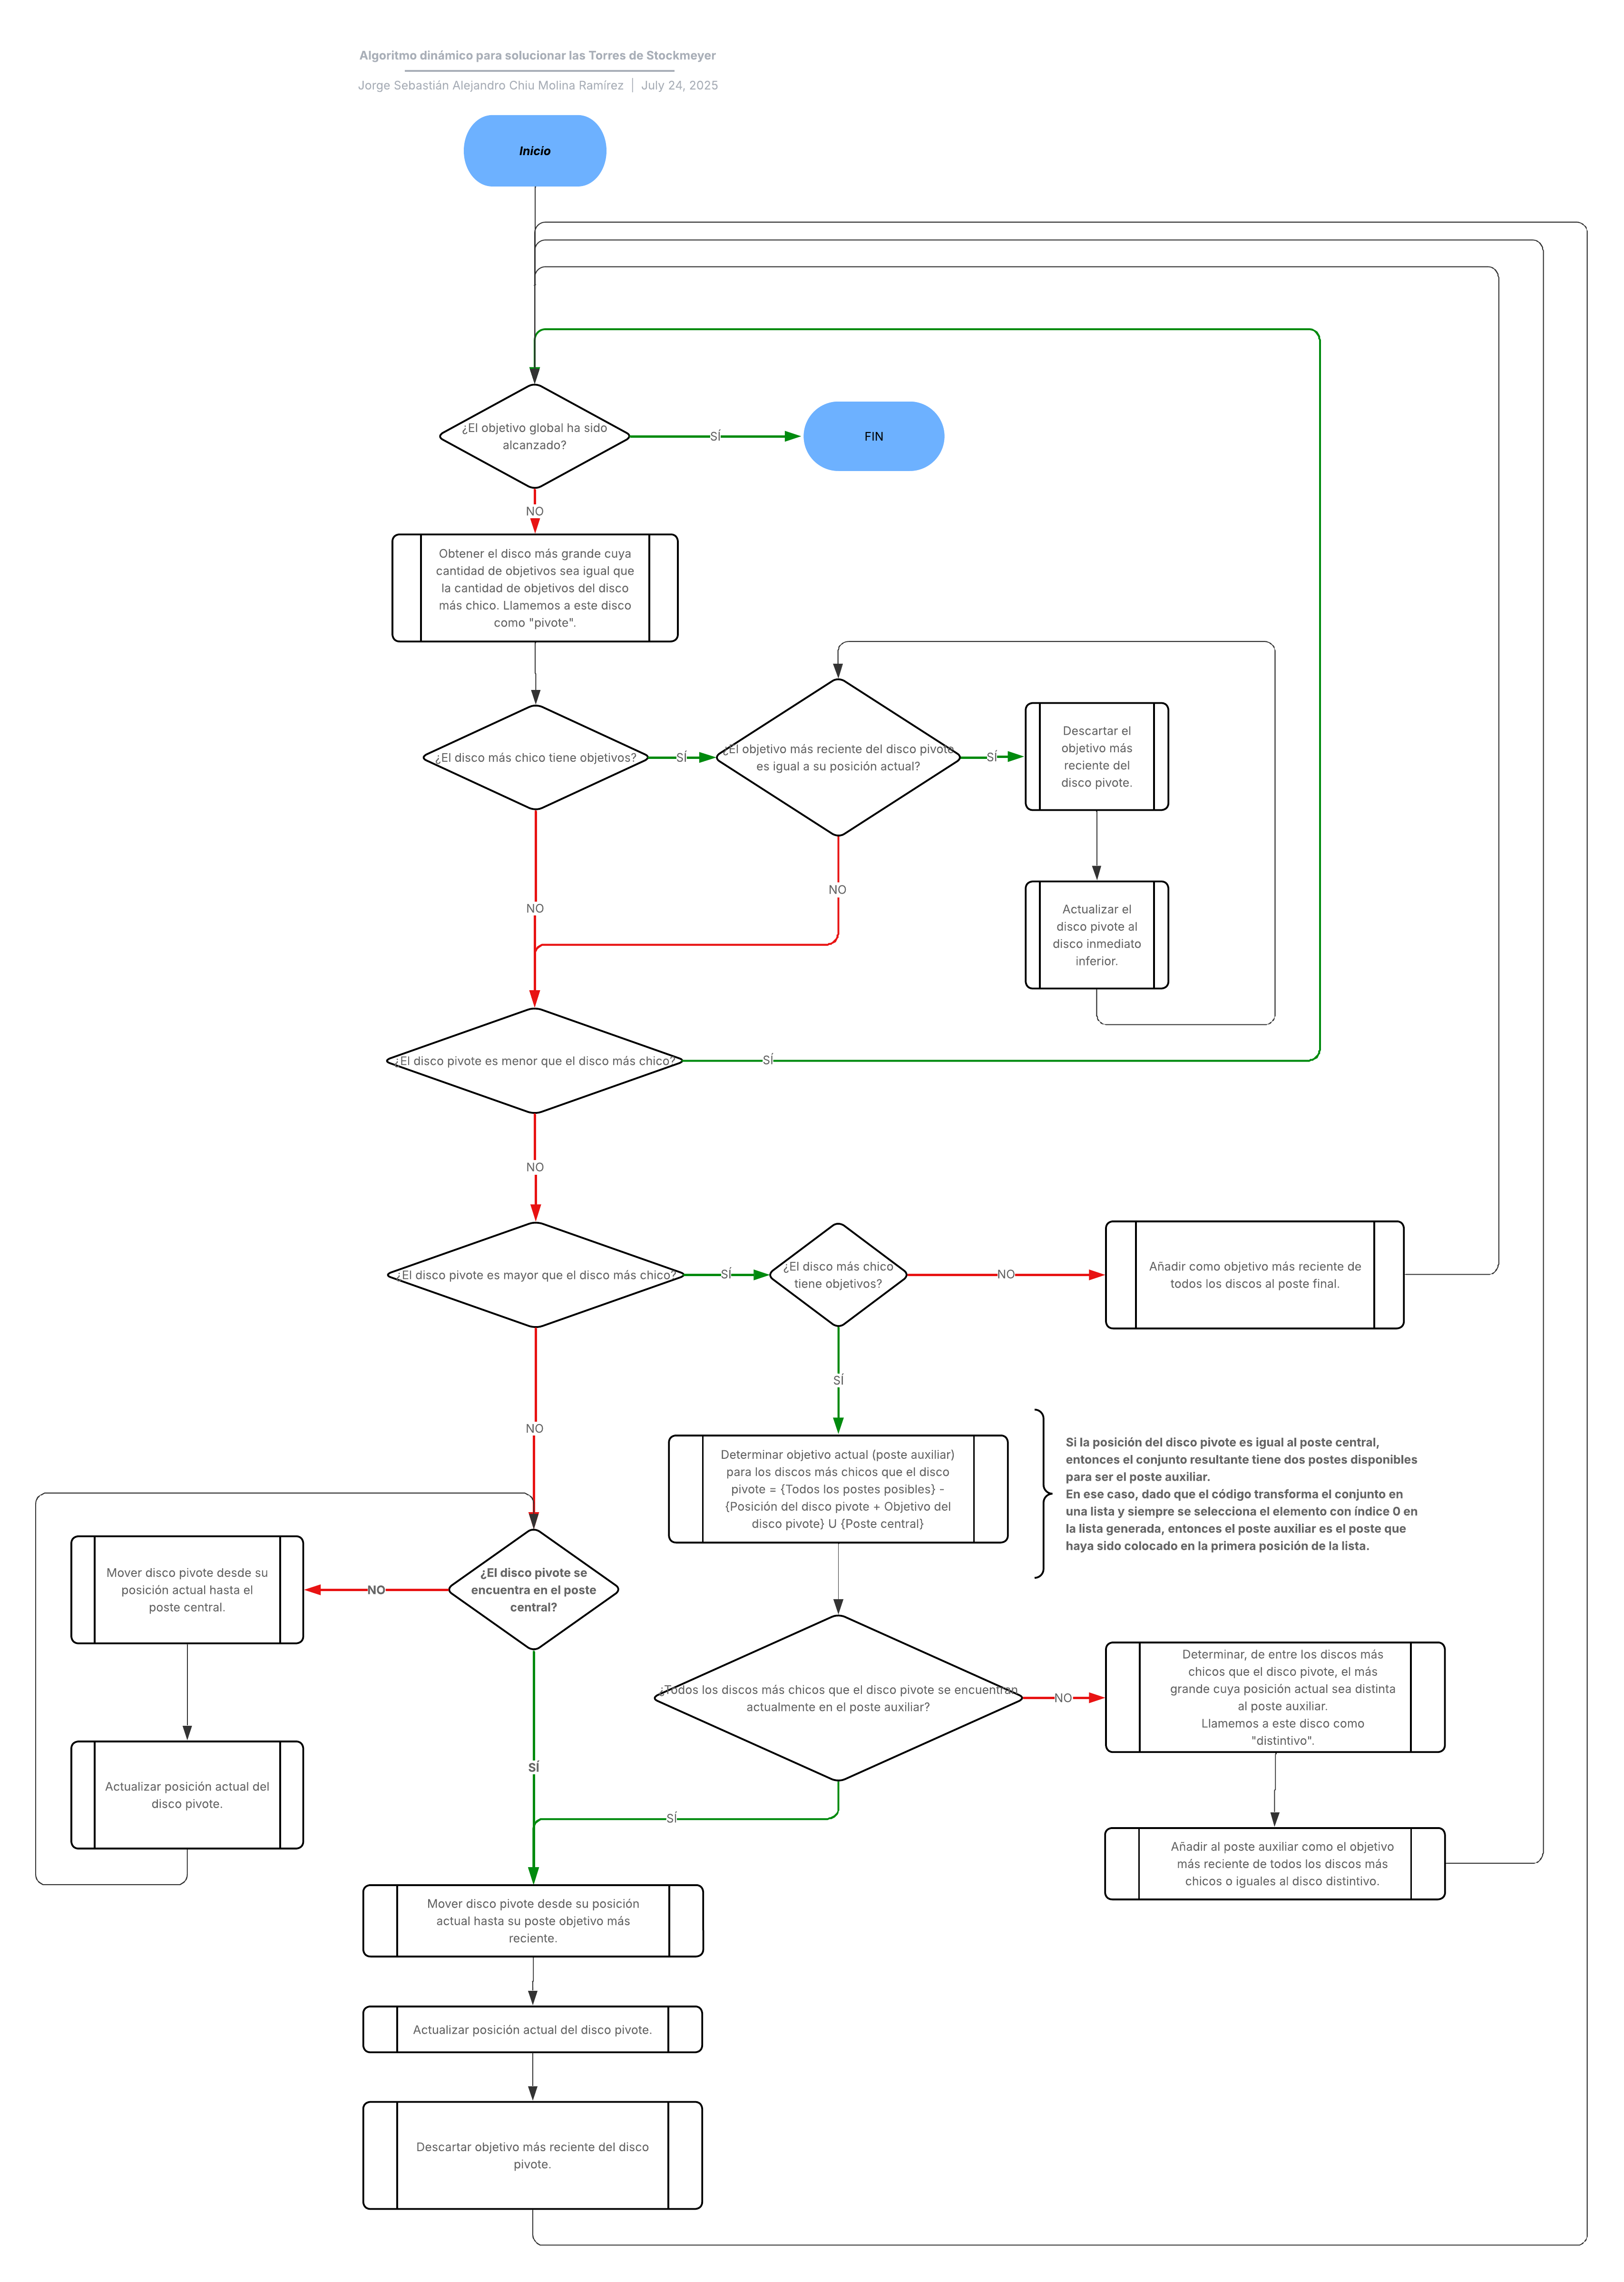 Algoritmo dinámico para solucionar las Torres de Stockmeyer
Jorge Sebastián Alejandro Chiu Molina Ramírez | July 24, 2025
Inicio
¿El objetivo global ha sido
alcanzado?
SÍ
FIN
NO
Obtener el disco más grande cuya
cantidad de objetivos sea igual que
la cantidad de objetivos del disco
más chico. Llamemos a este disco
como "pivote".
¿El disco más chico tiene objetivos?
SÍ
¿El objetivo más reciente del disco pivote
es igual a su posición actual?
SÍ
Descartar el
objetivo más
reciente del
disco pivote.
NO
NO
Actualizar el
disco pivote al
disco inmediato
inferior.
¿El disco pivote es menor que el disco más chico?
SÍ
NO
¿El disco pivote es mayor que el disco más chico?
SÍ
¿El disco más chico
tiene objetivos?
NO
Añadir como objetivo más reciente de
todos los discos al poste final.
SÍ
NO
Determinar objetivo actual (poste auxiliar)
para los discos más chicos que el disco
pivote = {Todos los postes posibles} -
{Posición del disco pivote + Objetivo del
disco pivote} U {Poste central}
Si la posición del disco pivote es igual al poste central,
entonces el conjunto resultante tiene dos postes disponibles
para ser el poste auxiliar.
En ese caso, dado que el código transforma el conjunto en
una lista y siempre se selecciona el elemento con índice 0 en
la lista generada, entonces el poste auxiliar es el poste que
haya sido colocado en la primera posición de la lista.
¿El disco pivote se
encuentra en el poste
central?
NO
Mover disco pivote desde su
posición actual hasta el
poste central.
Actualizar posición actual del
disco pivote.
SÍ
¿Todos los discos más chicos que el disco pivote se encuentran
actualmente en el poste auxiliar?
NO
Determinar, de entre los discos más
chicos que el disco pivote, el más
grande cuya posición actual sea distinta
al poste auxiliar.
Llamemos a este disco como
"distintivo".
SÍ
Añadir al poste auxiliar como el objetivo
más reciente de todos los discos más
chicos o iguales al disco distintivo.
Mover disco pivote desde su posición
actual hasta su poste objetivo más
reciente.
Actualizar posición actual del disco pivote.
Descartar objetivo más reciente del disco
pivote.